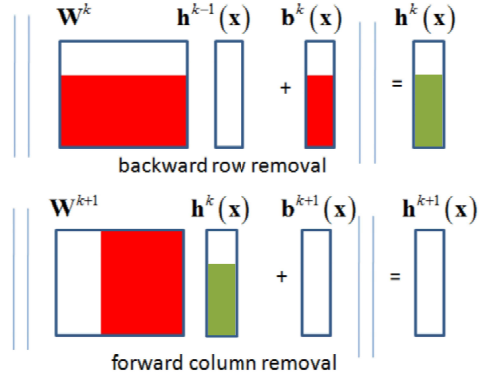 W^k h^{k-1}(x) b^k(x) h^k(x)
+ =
backward row removal
W^{k+1} h^k(x) b^{k+1}(x) h^{k+1}(x)
+ =
forward column removal